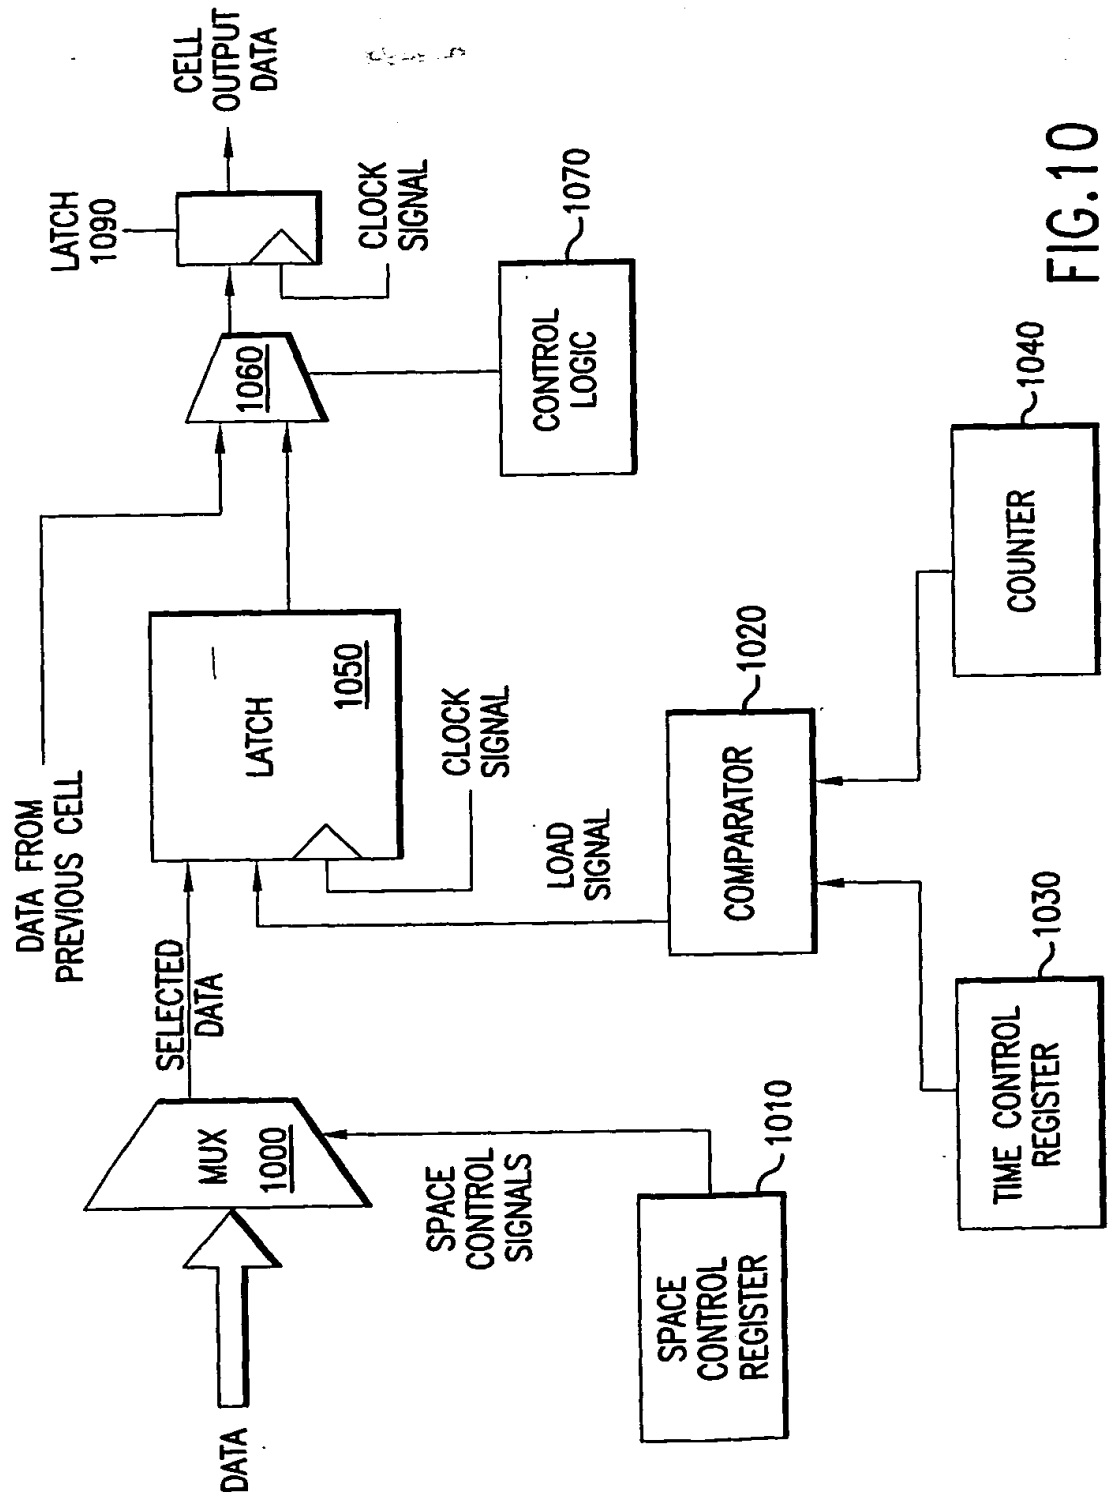 DATA
MUX
1000
SPACE
CONTROL
SIGNALS
SPACE
CONTROL
REGISTER
1010
SELECTED
DATA
DATA FROM
PREVIOUS CELL
LATCH
1050
CLOCK
SIGNAL
LOAD
SIGNAL
COMPARATOR
1020
TIME CONTROL
REGISTER
1030
COUNTER
1040
1060
CONTROL
LOGIC
1070
LATCH
1090
CLOCK
SIGNAL
CELL
OUTPUT
DATA
FIG.10